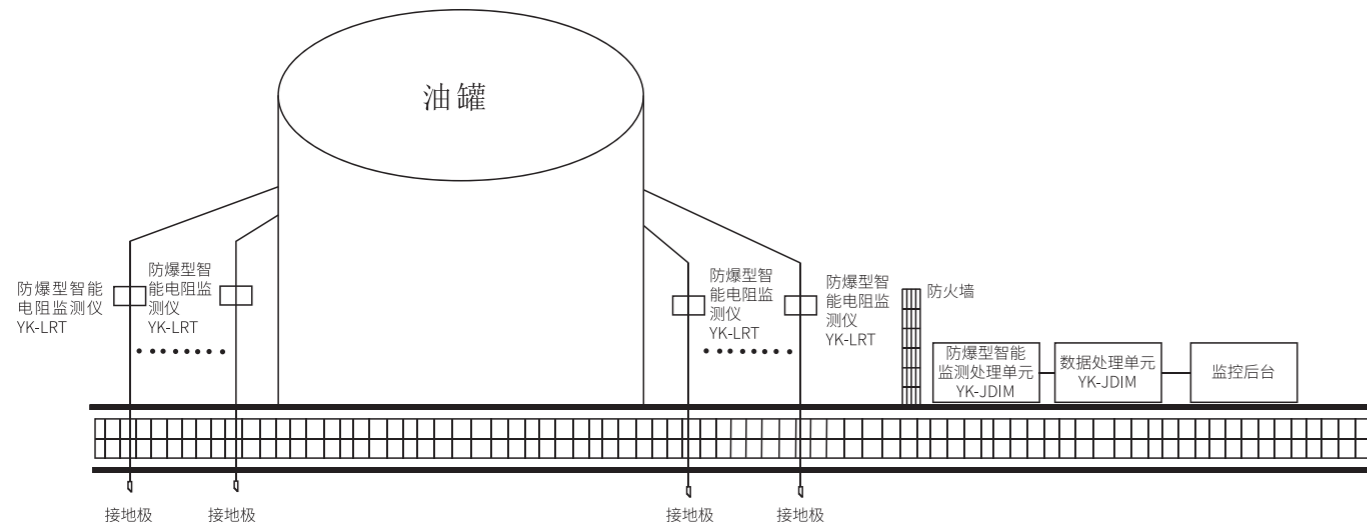 油罐
防爆型智能
电阻监测仪
YK-LRT
防爆型智
能电阻监
测仪
YK-LRT
防爆型智
能电阻监
测仪
YK-LRT
防爆型智
能电阻监
测仪
YK-LRT
防火墙
防爆型智能
监测处理单元
YK-JDIM
数据处理单元
YK-JDIM
监控后台
接地极
接地极
接地极
接地极